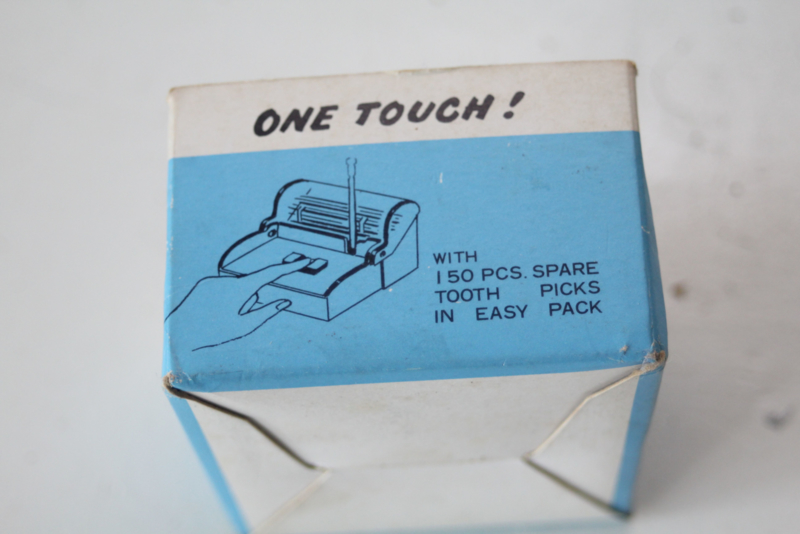 ONE TOUCH!
WITH
150 PCS. SPARE
TOOTH PICKS
IN EASY PACK